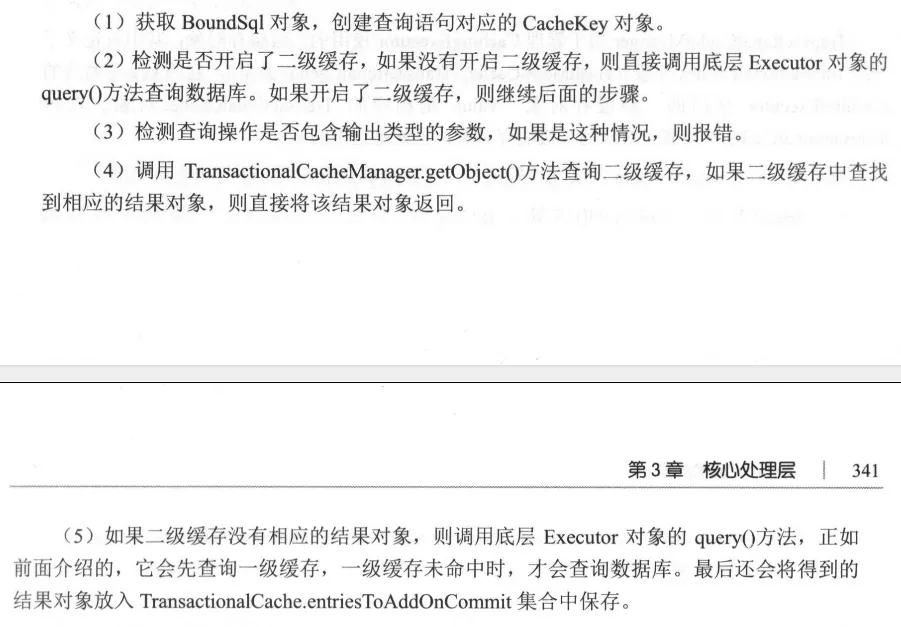 （1）获取 BoundSql 对象，创建查询语句对应的 CacheKey 对象。
（2）检测是否开启了二级缓存，如果没有开启二级缓存，则直接调用底层 Executor 对象的
query()方法查询数据库。如果开启了二级缓存，则继续后面的步骤。
（3）检测查询操作是否包含输出类型的参数，如果是这种情况，则报错。
（4）调用 TransactionalCacheManager.getObject()方法查询二级缓存，如果二级缓存中查找
到相应的结果对象，则直接将该结果对象返回。
第 3 章 核心处理层 | 341
（5）如果二级缓存没有相应的结果对象，则调用底层 Executor 对象的 query()方法，正如
前面介绍的，它会先查询一级缓存，一级缓存未命中时，才会查询数据库。最后还会将得到的
结果对象放入 TransactionalCache.entriesToAddOnCommit 集合中保存。